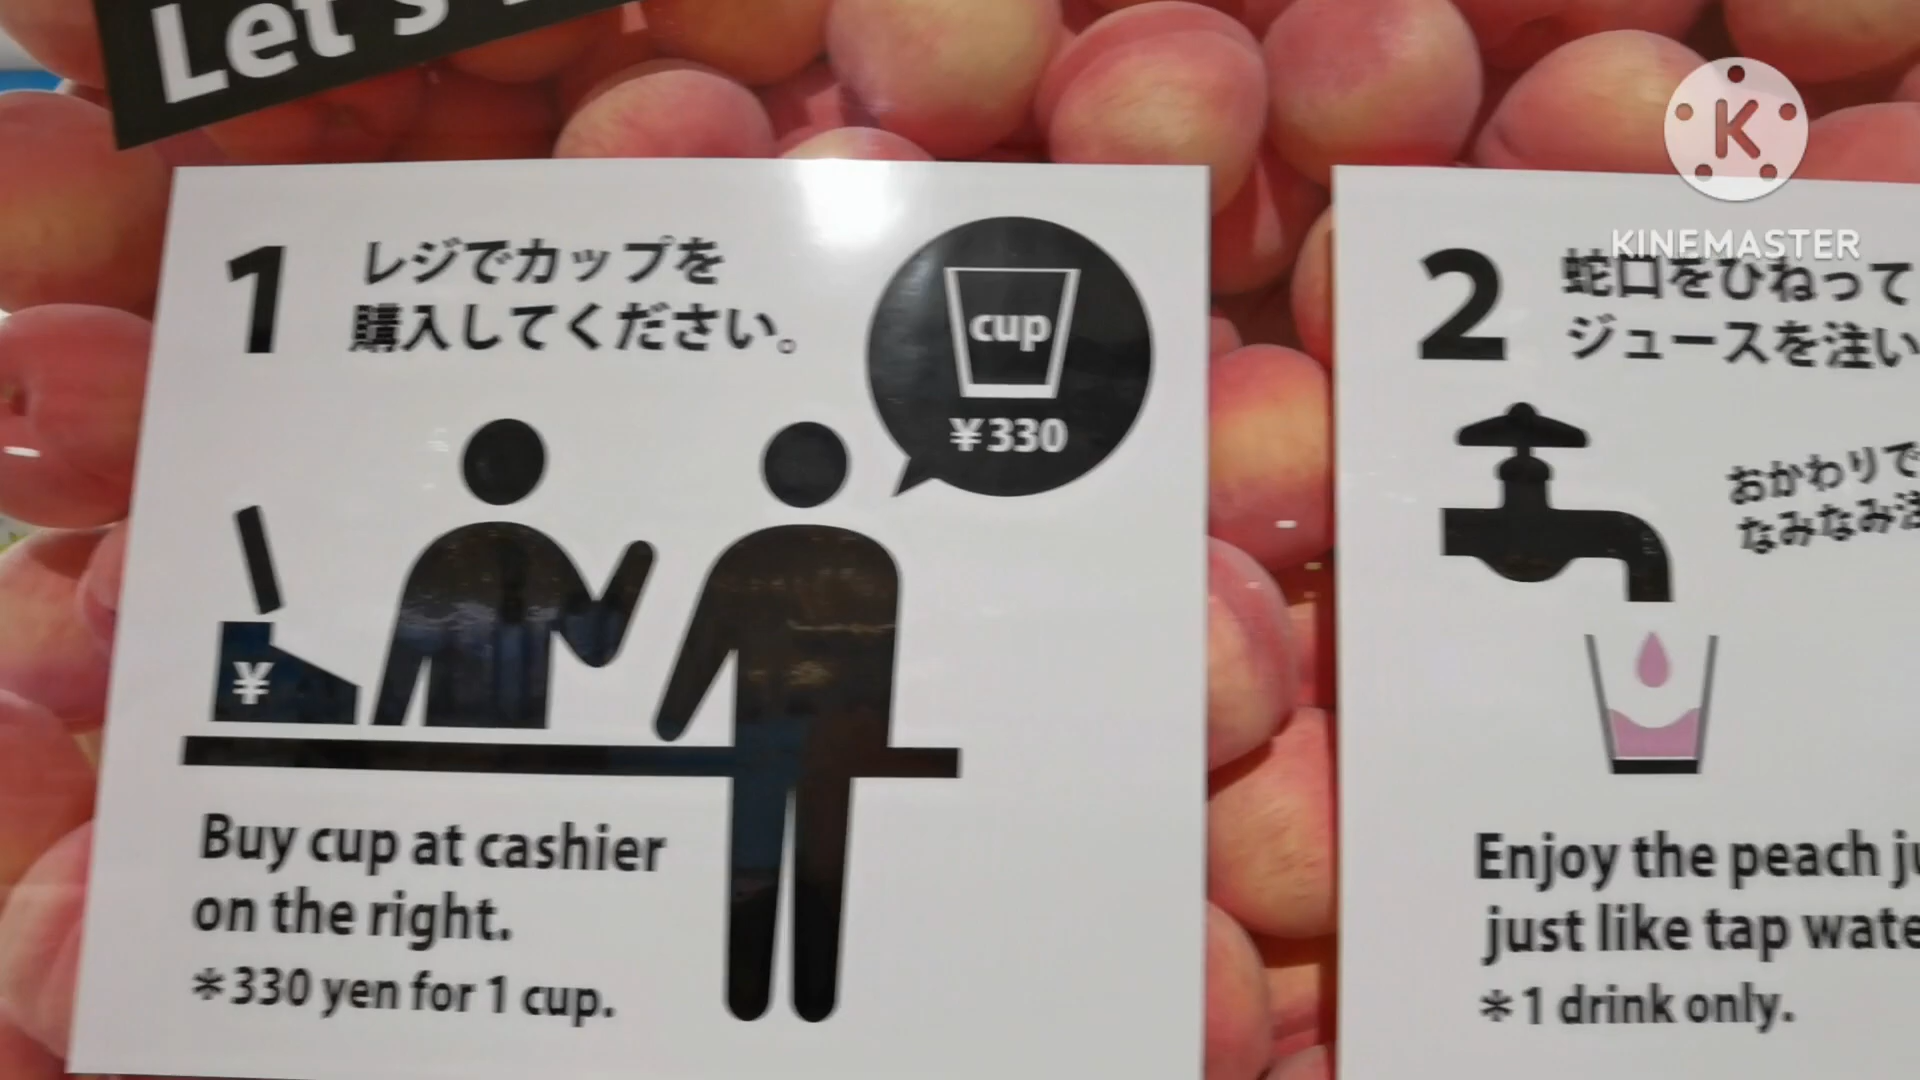 Let's
1
レジでカップを
購入してください。
cup
¥330
¥
Buy cup at cashier
on the right.
*330 yen for 1 cup.
KINEMASTER
2
蛇口をひねって
ジュースを注い
おかわりで
なみなみ注
Enjoy the peach ju
just like tap wate
*1 drink only.